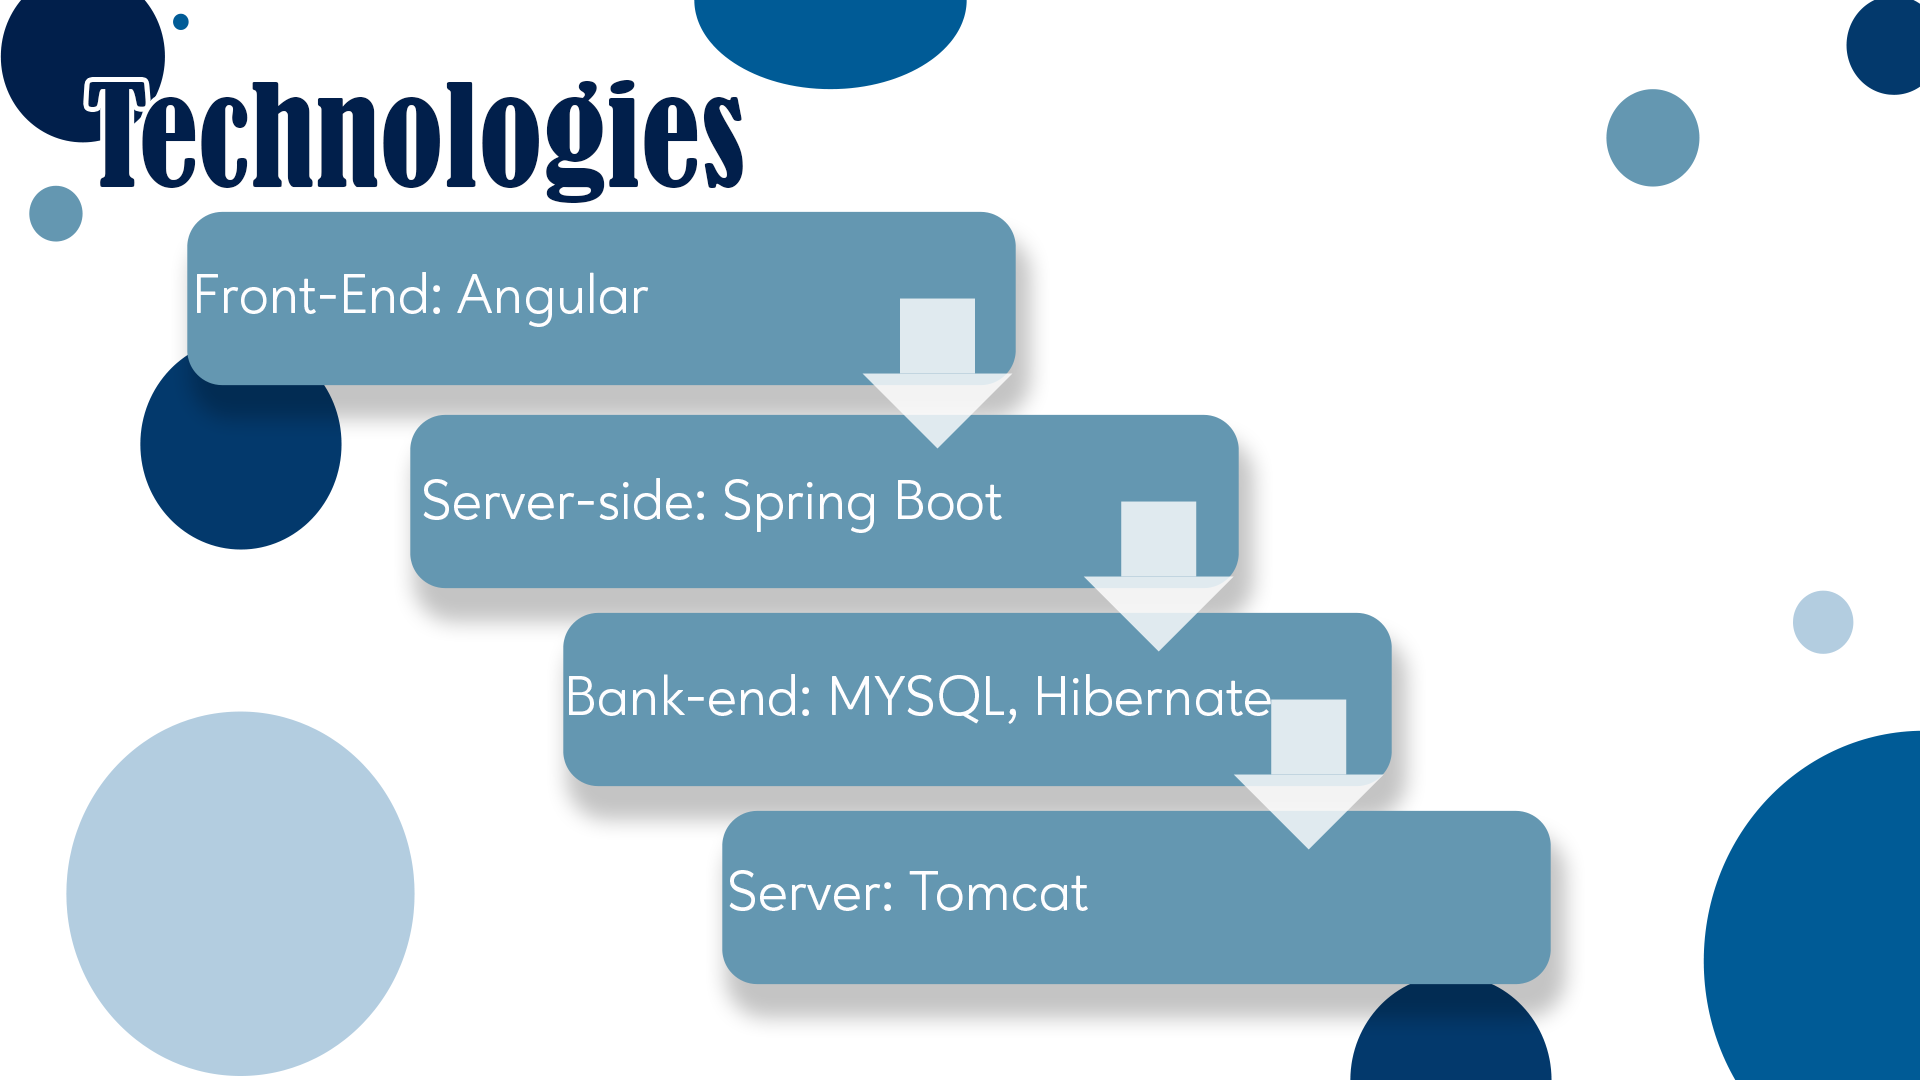 Technologies
Front-End: Angular
Server-side: Spring Boot
Bank-end: MYSQL, Hibernate
Server: Tomcat